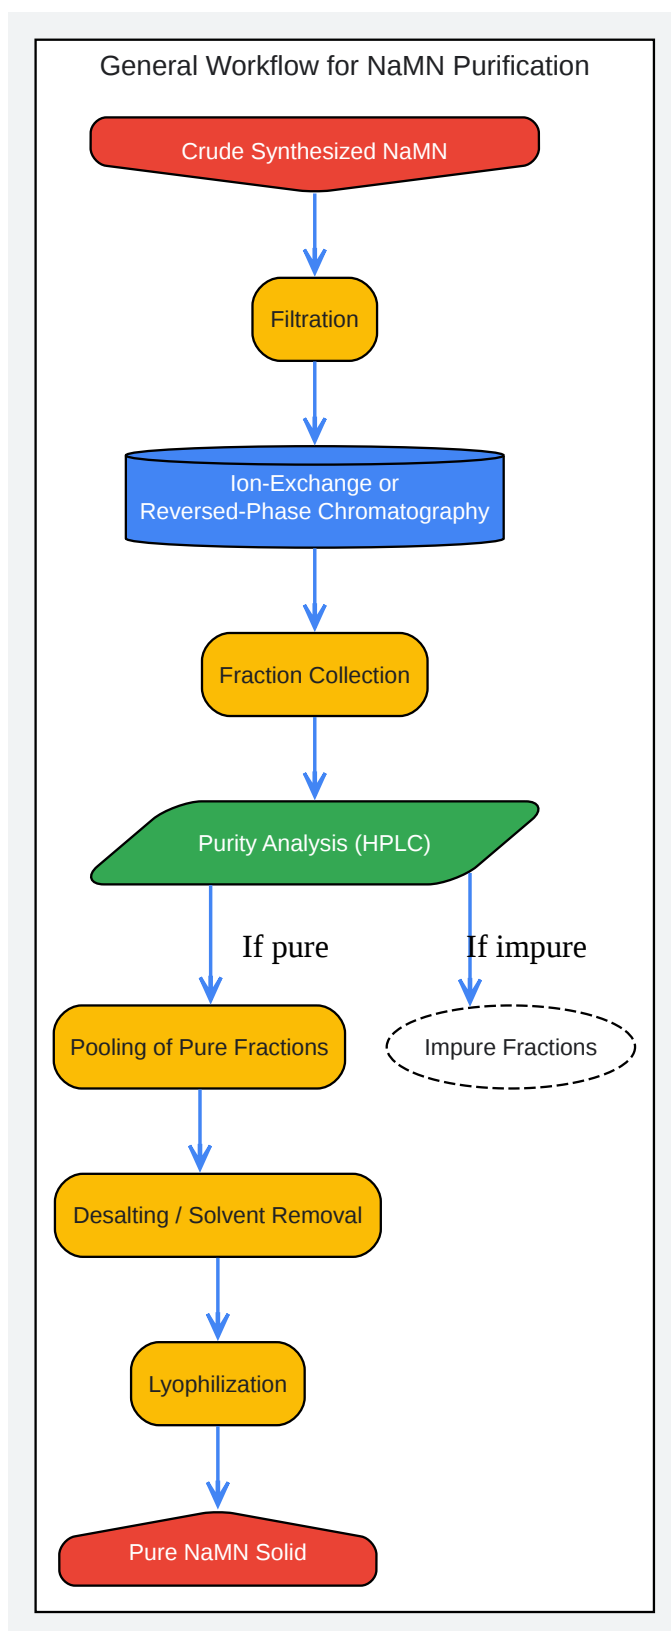 General Workflow for NaMN Purification
Crude Synthesized NaMN
Filtration
Ion-Exchange or
Reversed-Phase Chromatography
Fraction Collection
Purity Analysis (HPLC)
If pure
If impure
Pooling of Pure Fractions
Impure Fractions
Desalting / Solvent Removal
Lyophilization
Pure NaMN Solid